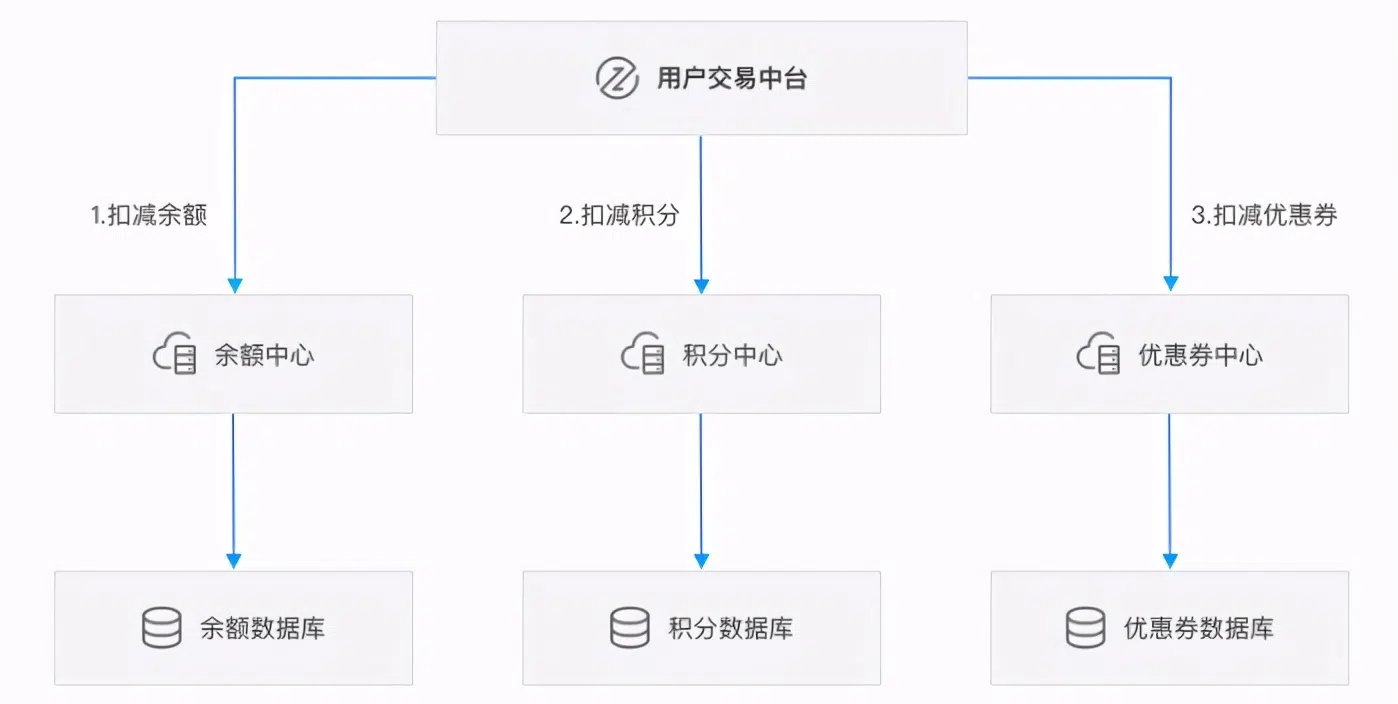 用户交易中台
1.扣减余额
2.扣减积分
3.扣减优惠券
余额中心
积分中心
优惠券中心
余额数据库
积分数据库
优惠券数据库